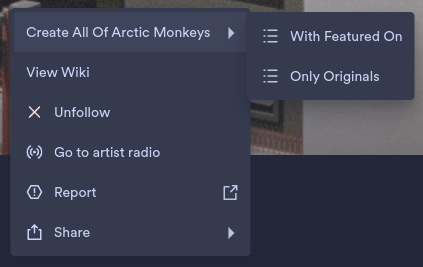 Create All Of Arctic Monkeys
With Featured On
Only Originals
View Wiki
Unfollow
Go to artist radio
Report
Share